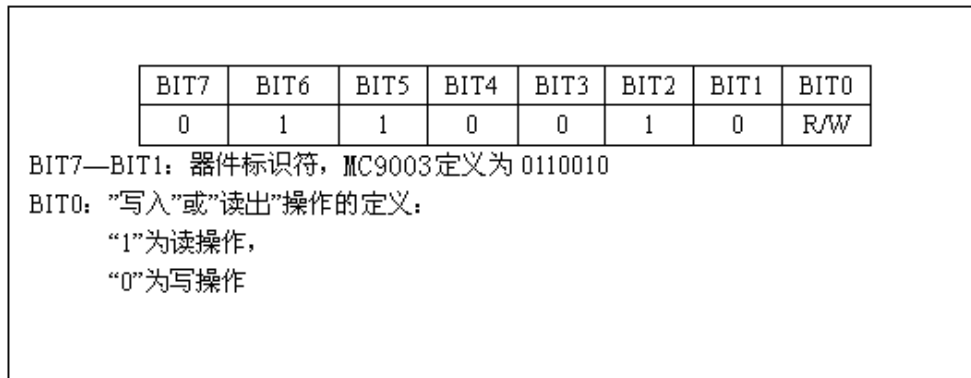 BIT7 BIT6 BIT5 BIT4 BIT3 BIT2 BIT1 BIT0
0 1 1 0 0 1 0 R/W
BIT7—BIT1：器件标识符，MC9003定义为 0110010
BIT0：”写入”或”读出”操作的定义：
“1”为读操作，
“0”为写操作